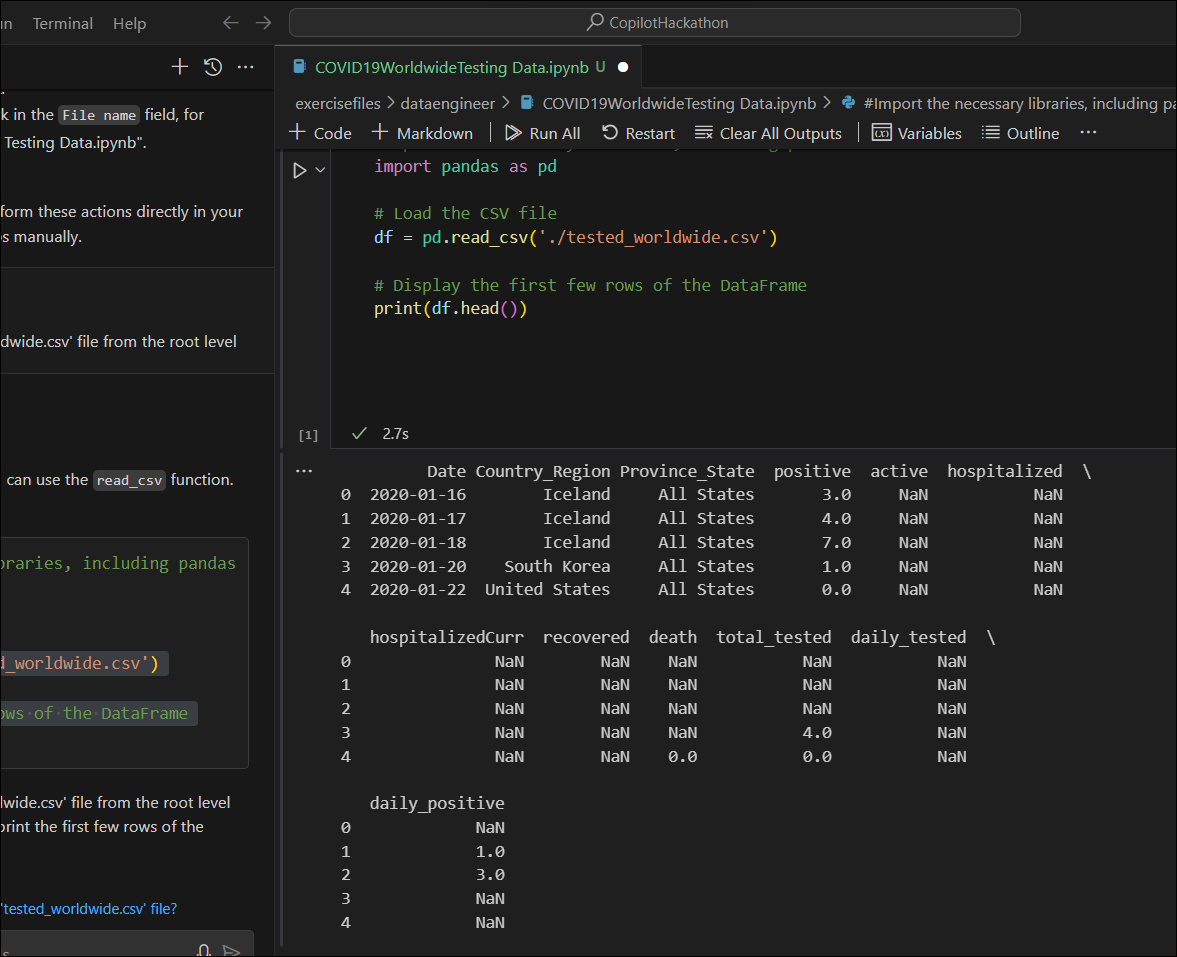 Terminal Help
CopilotHackathon
k in the File name field, for
Testing Data.ipynb".
form these actions directly in your
s manually.
dwide.csv' file from the root level
can use the read_csv function.
braries, including pandas
d_worldwide.csv')
ows of the DataFrame
lwide.csv' file from the root level
print the first few rows of the
'tested_worldwide.csv' file?
COVID19WorldwideTesting Data.ipynb U
exercisefiles > dataengineer > COVID19WorldwideTesting Data.ipynb > #Import the necessary libraries, including pa
+ Code + Markdown Run All Restart Clear All Outputs Variables Outline ...
import pandas as pd
# Load the CSV file
df = pd.read_csv('./tested_worldwide.csv')
# Display the first few rows of the DataFrame
print(df.head())
[1] ✓ 2.7s
... Date Country_Region Province_State positive active hospitalized \
0 2020-01-16 Iceland All States 3.0 NaN NaN
1 2020-01-17 Iceland All States 4.0 NaN NaN
2 2020-01-18 Iceland All States 7.0 NaN NaN
3 2020-01-20 South Korea All States 1.0 NaN NaN
4 2020-01-22 United States All States 0.0 NaN NaN
hospitalizedCurr recovered death total_tested daily_tested \
0 NaN NaN NaN NaN NaN
1 NaN NaN NaN NaN NaN
2 NaN NaN NaN NaN NaN
3 NaN NaN NaN 4.0 NaN
4 NaN NaN 0.0 0.0 NaN
daily_positive
0 NaN
1 1.0
2 3.0
3 NaN
4 NaN